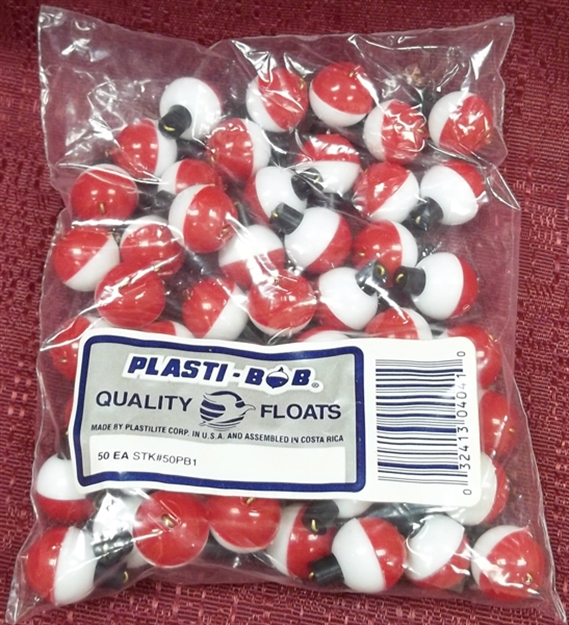 PLASTI-BOB®
QUALITY FLOATS
MADE BY PLASTILITE CORP. IN U.S.A. AND ASSEMBLED IN COSTA RICA
50 EA STK#50PB1
0 32413 04041 0